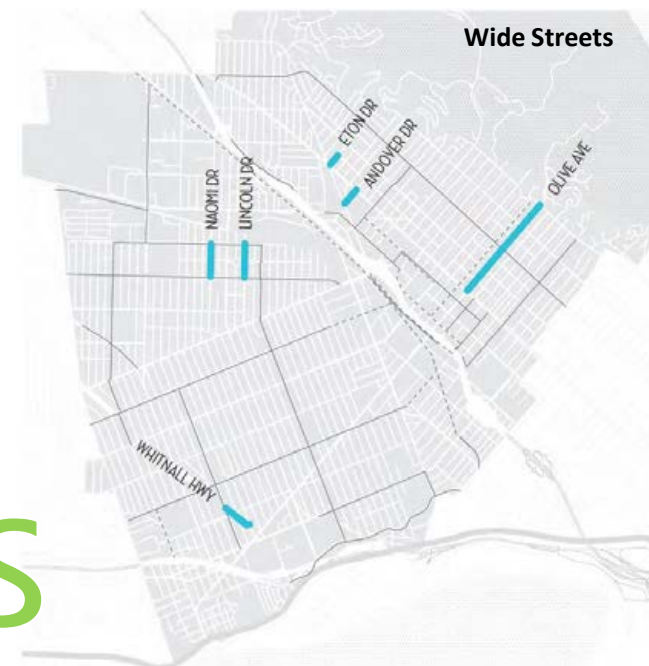 Wide Streets
ETON DR
ANDOVER DR
OLIVE AVE
NAOMI DR
LINCOLN DR
WHITNALL HWY
S